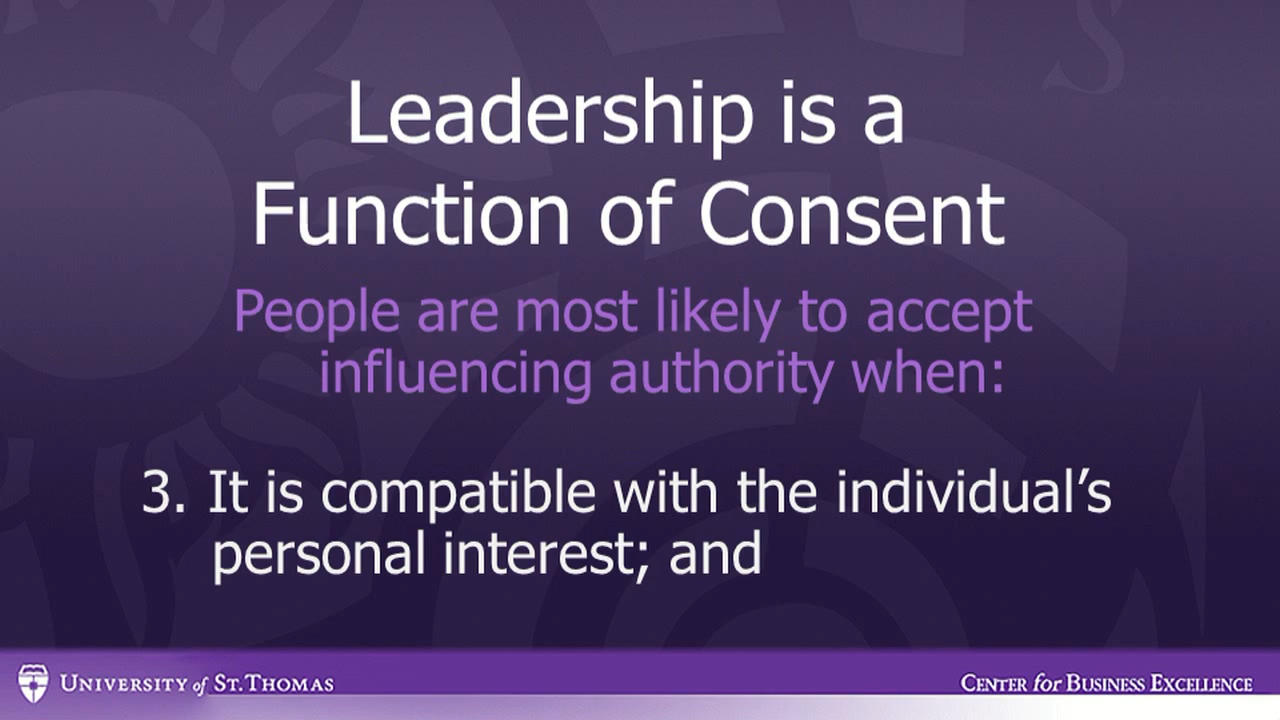 Leadership is a
Function of Consent
People are most likely to accept
influencing authority when:
3. It is compatible with the individual’s
personal interest; and
UNIVERSITY of ST. THOMAS
CENTER for BUSINESS EXCELLENCE